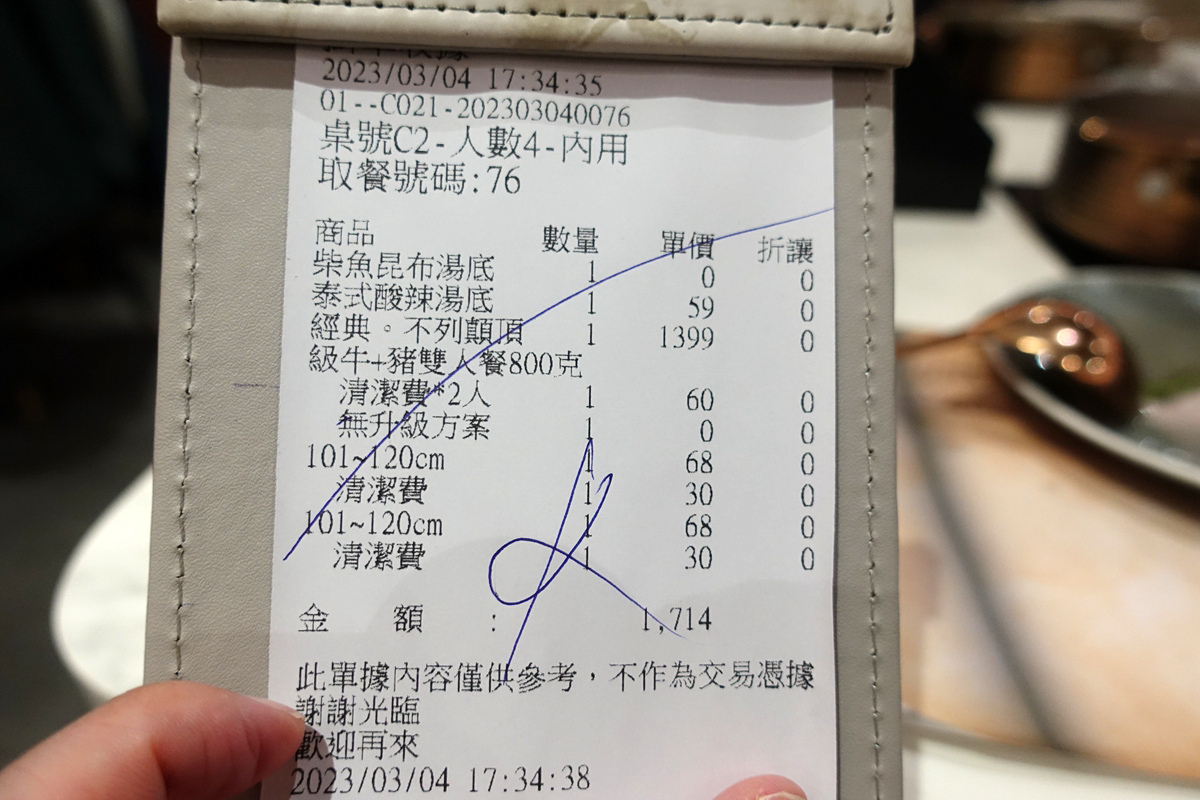 2023/03/04 17:34:35
01--C021-202303040076
桌號C2-人數4-內用
取餐號碼:76
商品 數量 單價 折讓
柴魚昆布湯底 1 0 0
泰式酸辣湯底 1 59 0
經典。不列顛頂 1 1399 0
級牛+豬雙人餐800克
清潔費*2人 1 60 0
無升級方案 1 0 0
101~120cm 1 68 0
清潔費 1 30 0
101~120cm 1 68 0
清潔費 1 30 0
金 額 : 1,714
此單據內容僅供參考，不作為交易憑據
謝謝光臨
歡迎再來
2023/03/04 17:34:38